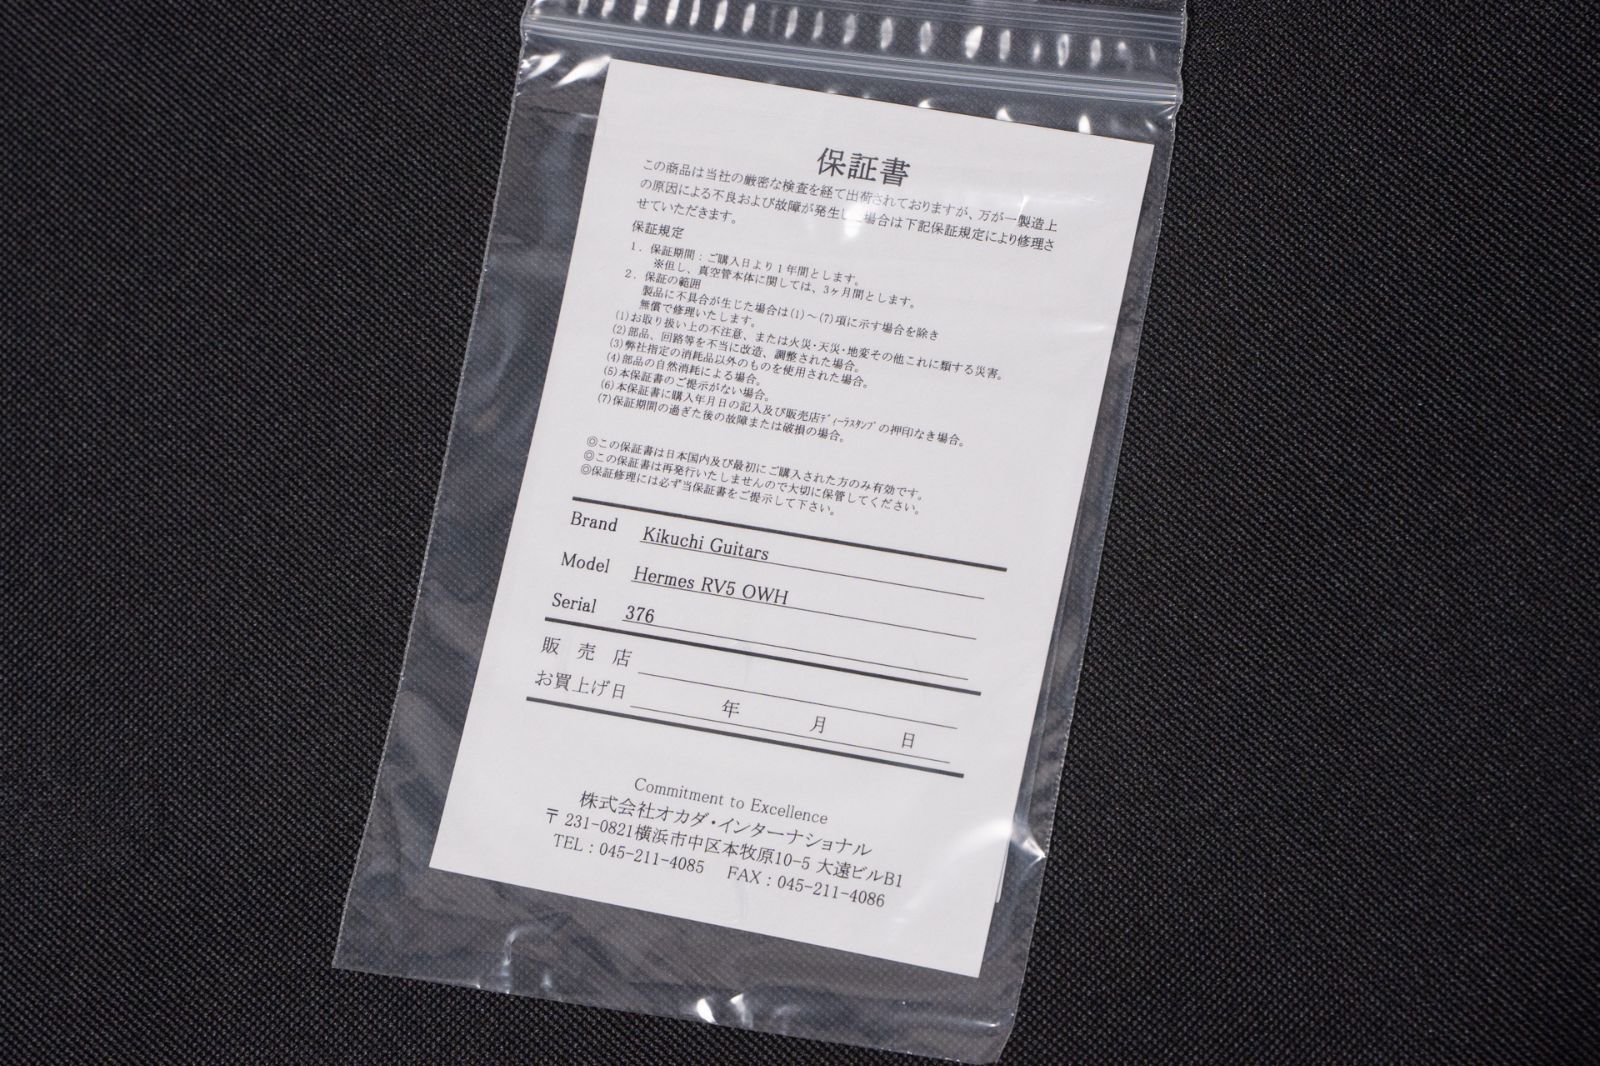 保証書
この商品は当社の厳密な検査を経て出荷されておりますが、万が一製造上
の原因による不良および故障が発生し 場合は下記保証規定により修理さ
せていただきます。
保証規定
1．保証期間：ご購入日より1年間とします。
※但し、真空管本体に関しては、3ヶ月間とします。
2．保証の範囲
製品に不具合が生じた場合は(1)～(7)項に示す場合を除き
無償で修理いたします。
(1)お取り扱い上の不注意、または火災・天災・地変その他これに類する災害。
(2)部品、回路等を不当に改造、調整された場合。
(3)弊社指定の消耗品以外のものを使用された場合。
(4)部品の自然消耗による場合。
(5)本保証書のご提示がない場合。
(6)本保証書に購入年月日の記入及び販売店ﾃﾞｨｰﾗｽﾀﾝﾌﾟの押印なき場合。
(7)保証期間の過ぎた後の故障または破損の場合。
◎この保証書は日本国内及び最初にご購入された方のみ有効です。
◎この保証書は再発行いたしませんので大切に保管してください。
◎保証修理には必ず当保証書をご提示して下さい。
Brand Kikuchi Guitars
Model Hermes RV5 OWH
Serial 376
販売店
お買上げ日 年 月 日
Commitment to Excellence
株式会社オカダ・インターナショナル
〒231-0821横浜市中区本牧原10-5 大遠ビルB1
TEL：045-211-4085 FAX：045-211-4086